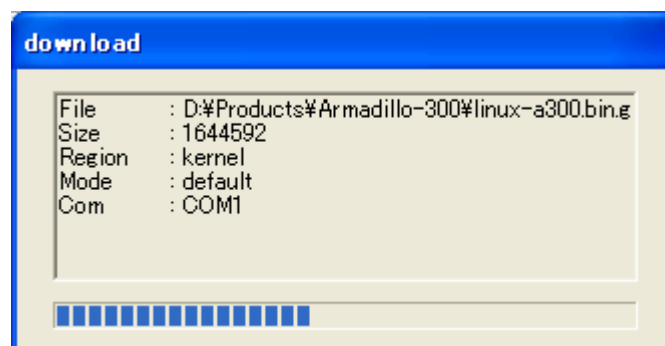 download
File : D:¥Products¥Armadillo-300¥linux-a300.bin.g
Size : 1644592
Region : kernel
Mode : default
Com : COM1